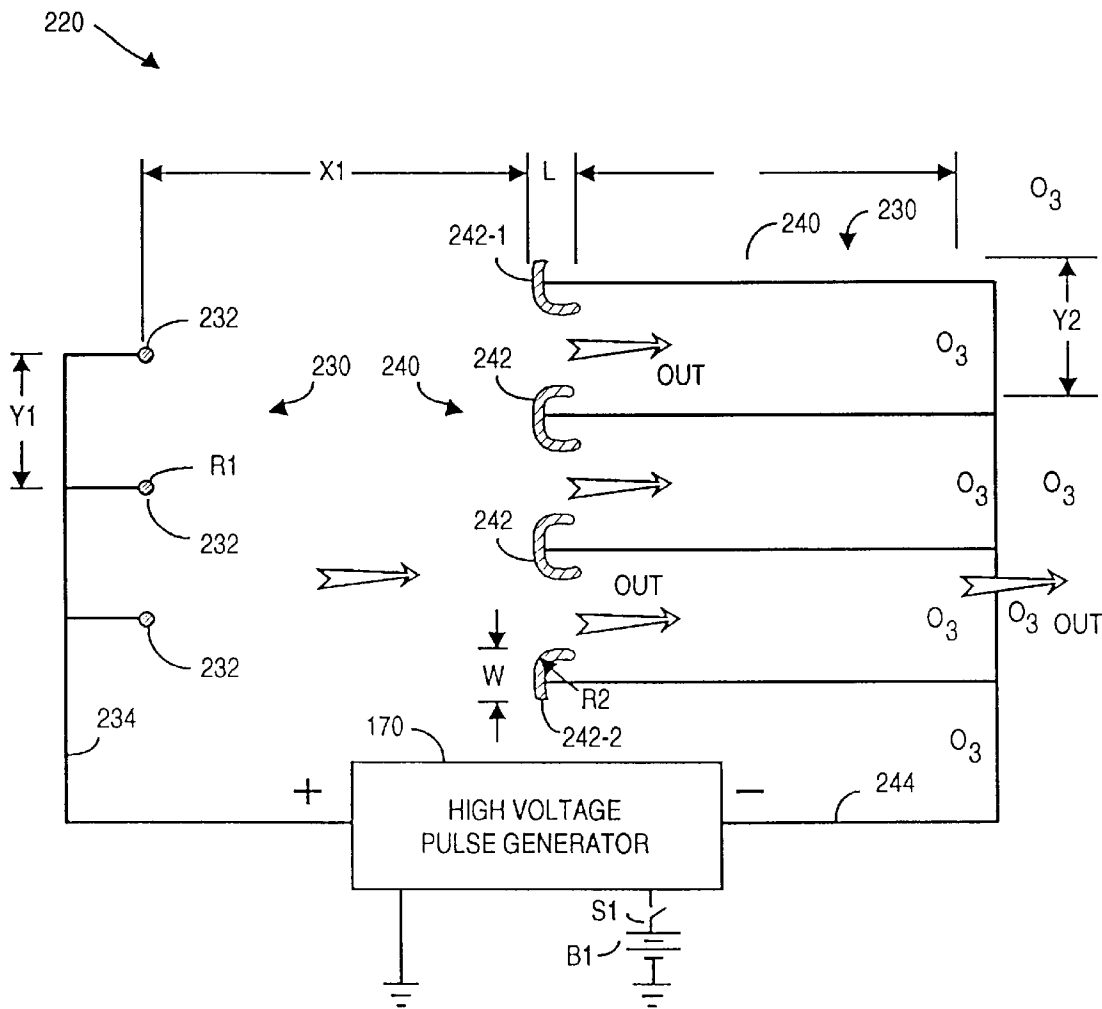 220
X1
L
O3
242-1
240
230
232
Y2
O3
OUT
Y1
230
240
242
R1
O3
O3
232
242
OUT
O3
O3
OUT
232
W
R2
234
170
242-2
O3
+
−
244
HIGH VOLTAGE
PULSE GENERATOR
S1
B1